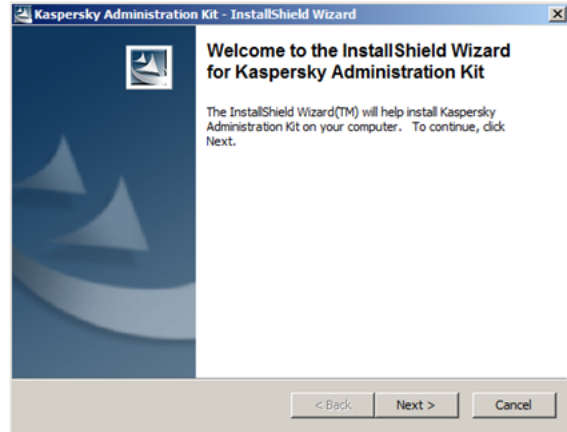 Kaspersky Administration Kit - InstallShield Wizard
Welcome to the InstallShield Wizard
for Kaspersky Administration Kit
The InstallShield Wizard(TM) will help install Kaspersky
Administration Kit on your computer. To continue, click
Next.
< Back Next > Cancel